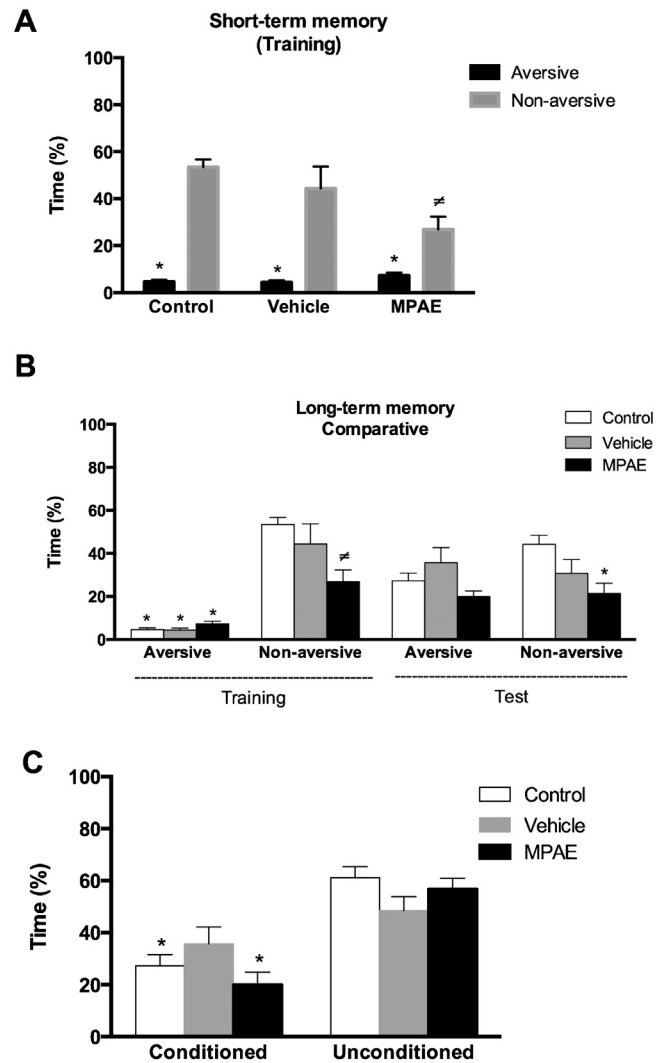 A
Short-term memory
(Training)
Aversive
Non-aversive
Time (%)
100
80
60
40
20
0
*
*
*
≠
Control
Vehicle
MPAE
B
Long-term memory
Comparative
Control
Vehicle
MPAE
Time (%)
100
80
60
40
20
0
*
*
*
≠
*
Aversive
Non-aversive
Aversive
Non-aversive
Training
Test
C
Control
Vehicle
MPAE
Time (%)
100
80
60
40
20
0
*
*
Conditioned
Unconditioned